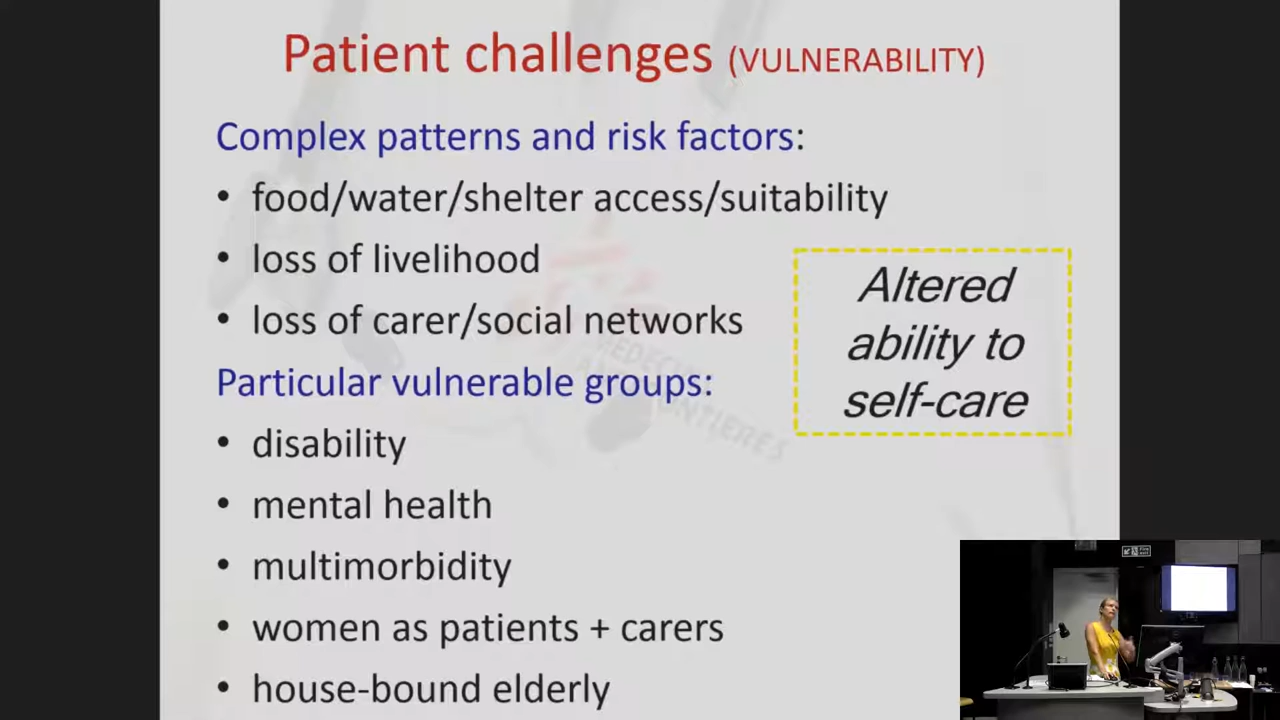 Patient challenges (VULNERABILITY)
Complex patterns and risk factors:
• food/water/shelter access/suitability
• loss of livelihood
• loss of carer/social networks
Altered
ability to
self-care
Particular vulnerable groups:
• disability
• mental health
• multimorbidity
• women as patients + carers
• house-bound elderly